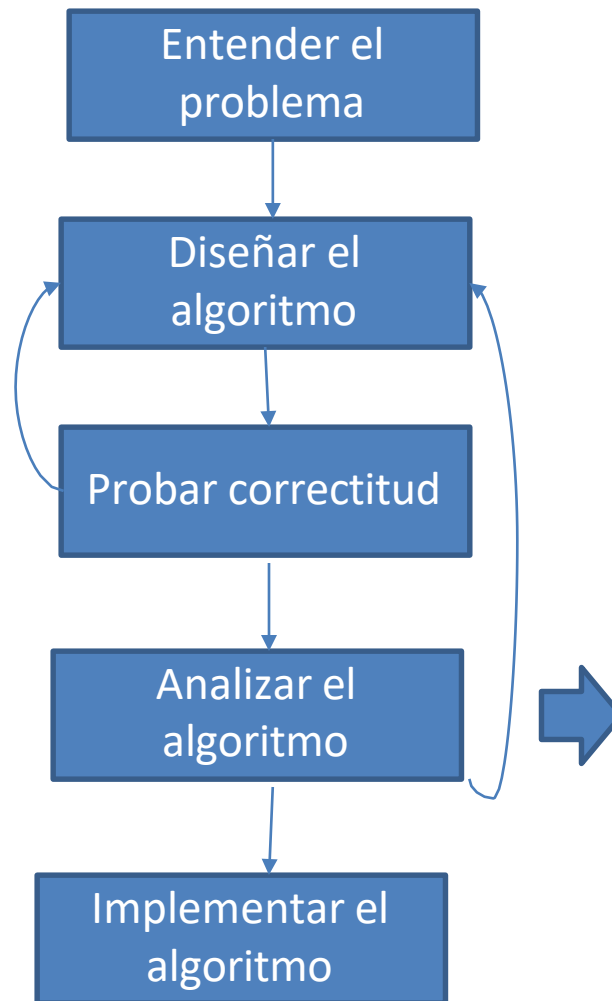 Entender el
problema
Diseñar el
algoritmo
Probar correctitud
Analizar el
algoritmo
Implementar el
algoritmo